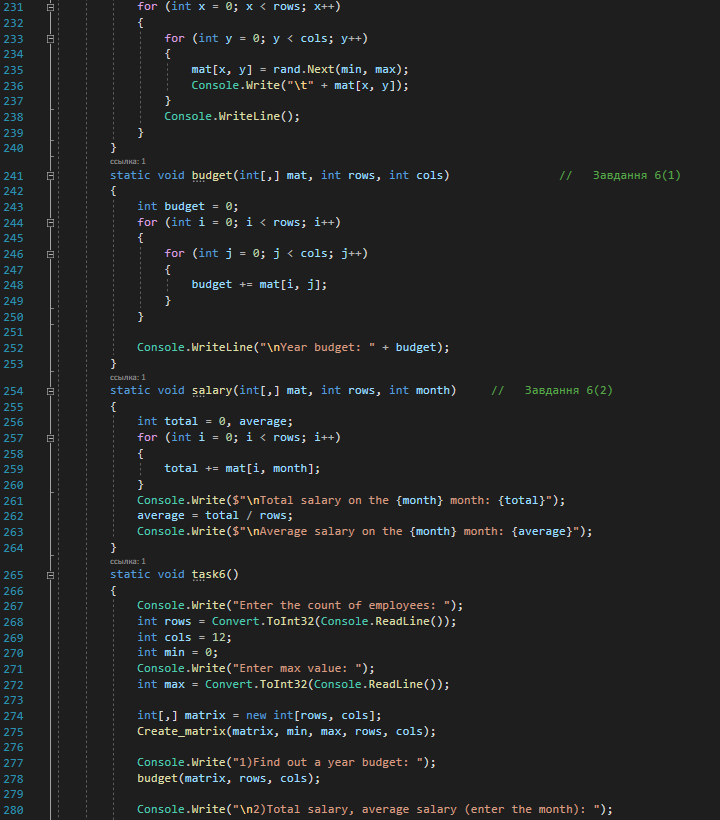 231 for (int x = 0; x < rows; x++)
232 {
233 for (int y = 0; y < cols; y++)
234 {
235 mat[x, y] = rand.Next(min, max);
236 Console.Write("\t" + mat[x, y]);
237 }
238 Console.WriteLine();
239 }
240 }
ссылка: 1
241 static void budget(int[,] mat, int rows, int cols) // Завдання 6(1)
242 {
243 int budget = 0;
244 for (int i = 0; i < rows; i++)
245 {
246 for (int j = 0; j < cols; j++)
247 {
248 budget += mat[i, j];
249 }
250 }
251
252 Console.WriteLine("\nYear budget: " + budget);
253 }
ссылка: 1
254 static void salary(int[,] mat, int rows, int month) // Завдання 6(2)
255 {
256 int total = 0, average;
257 for (int i = 0; i < rows; i++)
258 {
259 total += mat[i, month];
260 }
261 Console.Write($"\nTotal salary on the {month} month: {total}");
262 average = total / rows;
263 Console.Write($"\nAverage salary on the {month} month: {average}");
264 }
ссылка: 1
265 static void task6()
266 {
267 Console.Write("Enter the count of employees: ");
268 int rows = Convert.ToInt32(Console.ReadLine());
269 int cols = 12;
270 int min = 0;
271 Console.Write("Enter max value: ");
272 int max = Convert.ToInt32(Console.ReadLine());
273
274 int[,] matrix = new int[rows, cols];
275 Create_matrix(matrix, min, max, rows, cols);
276
277 Console.Write("1)Find out a year budget: ");
278 budget(matrix, rows, cols);
279
280 Console.Write("\n2)Total salary, average salary (enter the month): ");